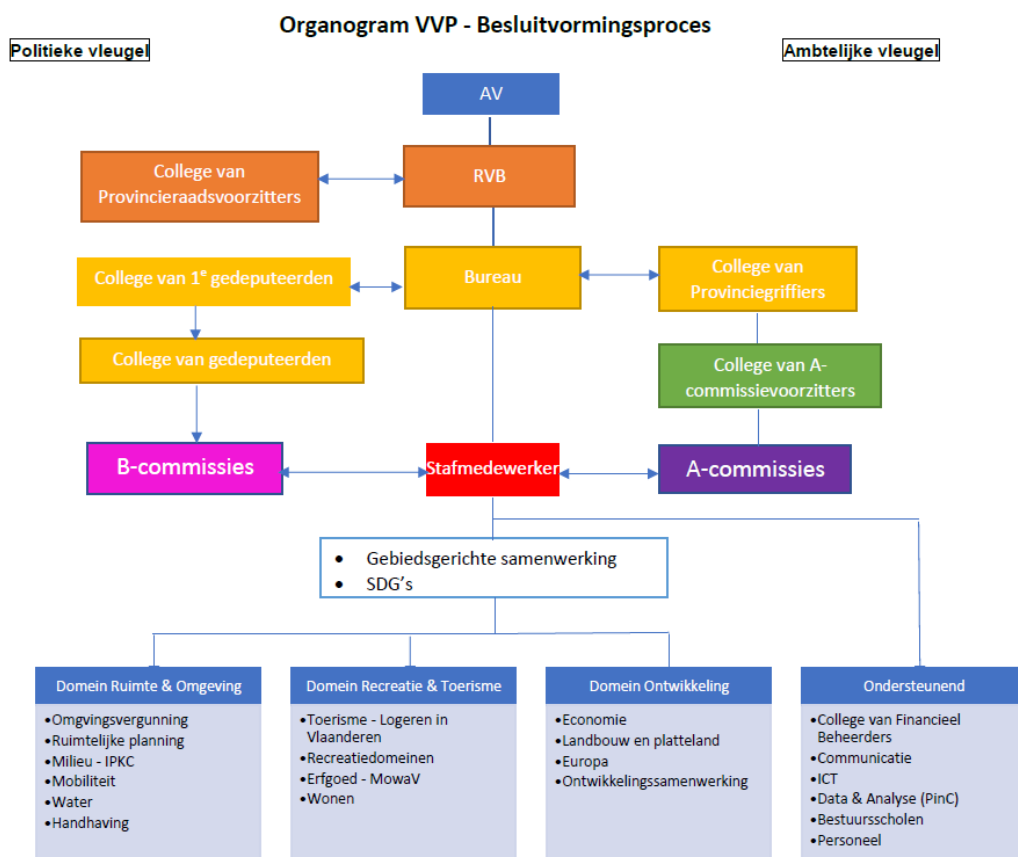 Organogram VVP - Besluitvormingsproces
Politieke vleugel
Ambtelijke vleugel
AV
College van
Provincieraadsvoorzitters
RVB
College van 1e gedeputeerden
Bureau
College van
Provinciegriffiers
College van gedeputeerden
College van A-
commissievoorzitters
B-commissies
Stafmedewerker
A-commissies
• Gebiedsgerichte samenwerking
• SDG's
Domein Ruimte & Omgeving
•Omgvingsvergunning
•Ruimtelijke planning
•Milieu - IPKC
•Mobiliteit
•Water
•Handhaving
Domein Recreatie & Toerisme
•Toerisme - Logeren in
Vlaanderen
•Recreatiedomeinen
•Erfgoed - MowaV
•Wonen
Domein Ontwikkeling
•Economie
•Landbouw en platteland
•Europa
•Ontwikkelingssamenwerking
Ondersteunend
•College van Financieel
Beheerders
•Communicatie
•ICT
•Data & Analyse (PinC)
•Bestuursscholen
•Personeel